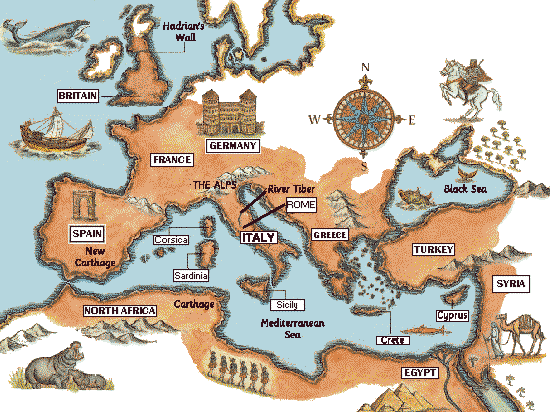 Hadrian's
Wall
BRITAIN
N
W
E
S
GERMANY
FRANCE
THE ALPS
River Tiber
ROME
Black Sea
SPAIN
New
Carthage
Corsica
ITALY
GREECE
TURKEY
Sardinia
SYRIA
NORTH AFRICA
Carthage
Sicily
Cyprus
Mediterranean
Sea
Crete
EGYPT